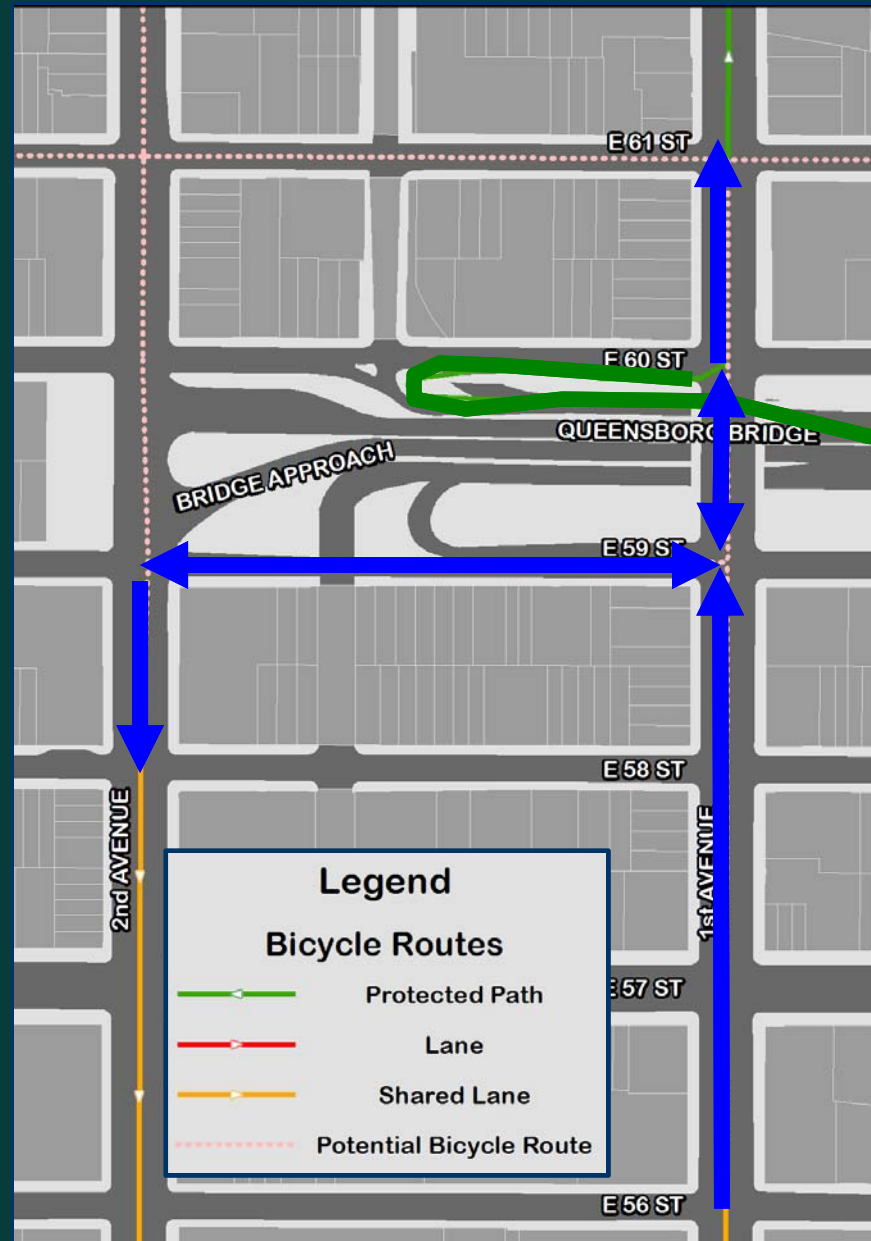 E 61 ST
E 60 ST
QUEENSBORO BRIDGE
BRIDGE APPROACH
E 59 ST
E 58 ST
2nd AVENUE
1st AVENUE
E 57 ST
Legend
Bicycle Routes
Protected Path
Lane
Shared Lane
Potential Bicycle Route
E 56 ST